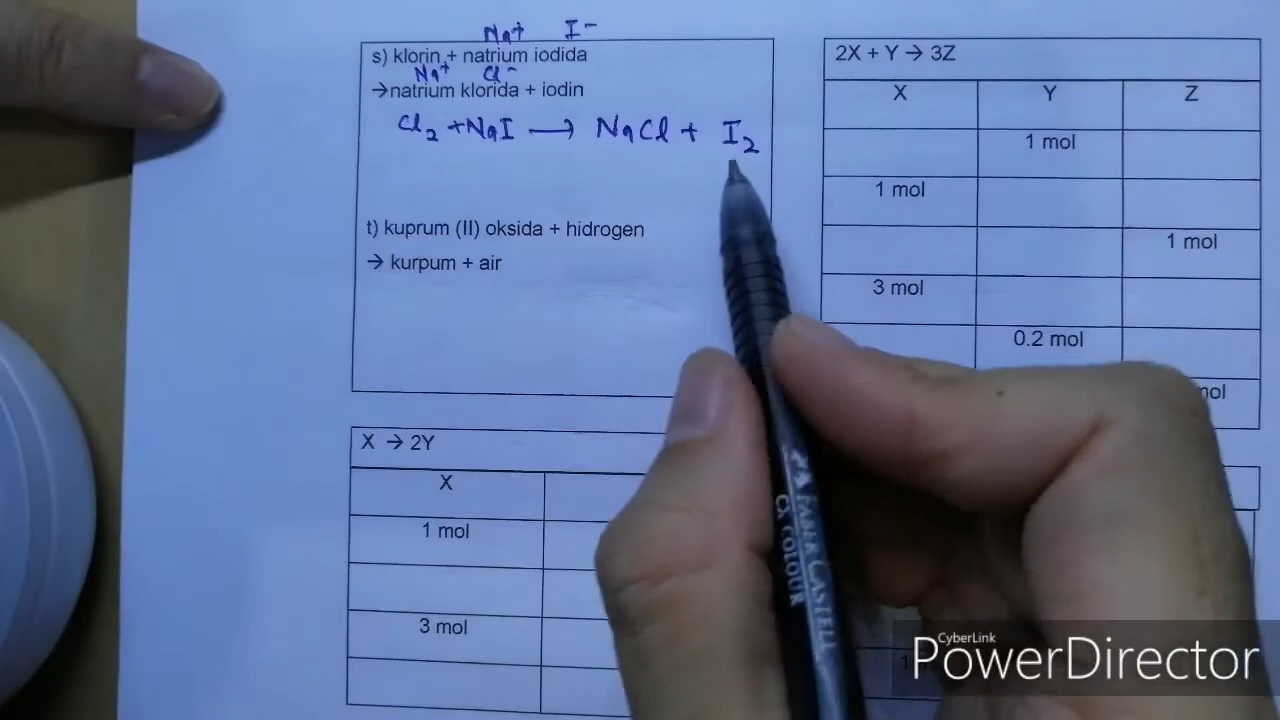 Na+ I−
s) klorin + natrium iodida
Na+ Cl−
→natrium klorida + iodin
Cl2 + NaI → NaCl + I2
t) kuprum (II) oksida + hidrogen
→ kurpum + air
2X + Y → 3Z
X Y Z
1 mol
1 mol
1 mol
3 mol
0.2 mol
mol
X → 2Y
X
1 mol
3 mol
FABER CASTELL
CX COLOUR
CyberLink
PowerDirector